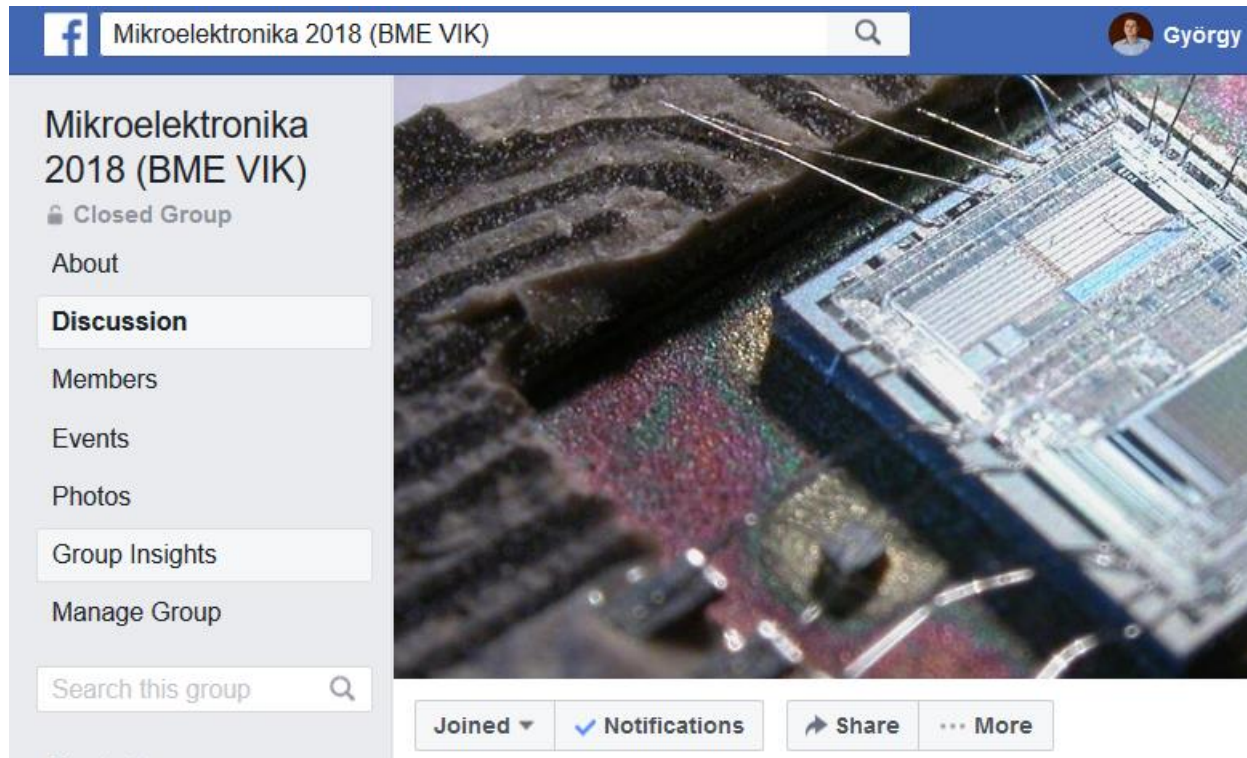 f
Mikroelektronika 2018 (BME VIK)
György
Mikroelektronika
2018 (BME VIK)
Closed Group
About
Discussion
Members
Events
Photos
Group Insights
Manage Group
Search this group
Joined
Notifications
Share
More